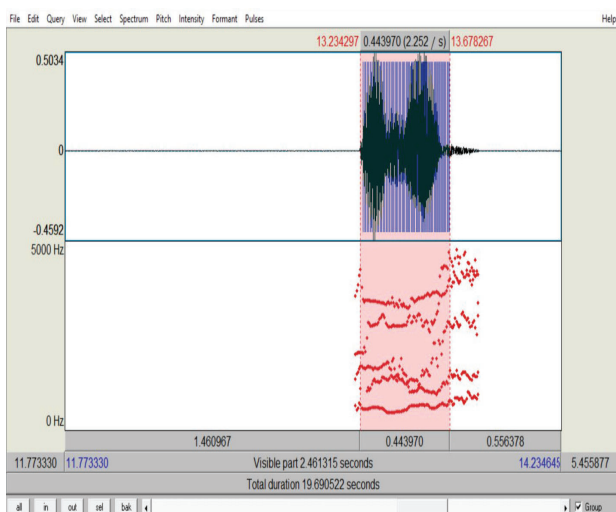 File Edit Query View Select Spectrum Pitch Intensity Formant Pulses Help
13.234297 0.443970 (2.252 / s) 13.678267
0.5034
0
-0.4592
5000 Hz
0 Hz
1.460967 0.443970 0.556378
11.773330 11.773330 Visible part 2.461315 seconds 14.234645 5.455877
Total duration 19.690522 seconds
all in out sel bak Group